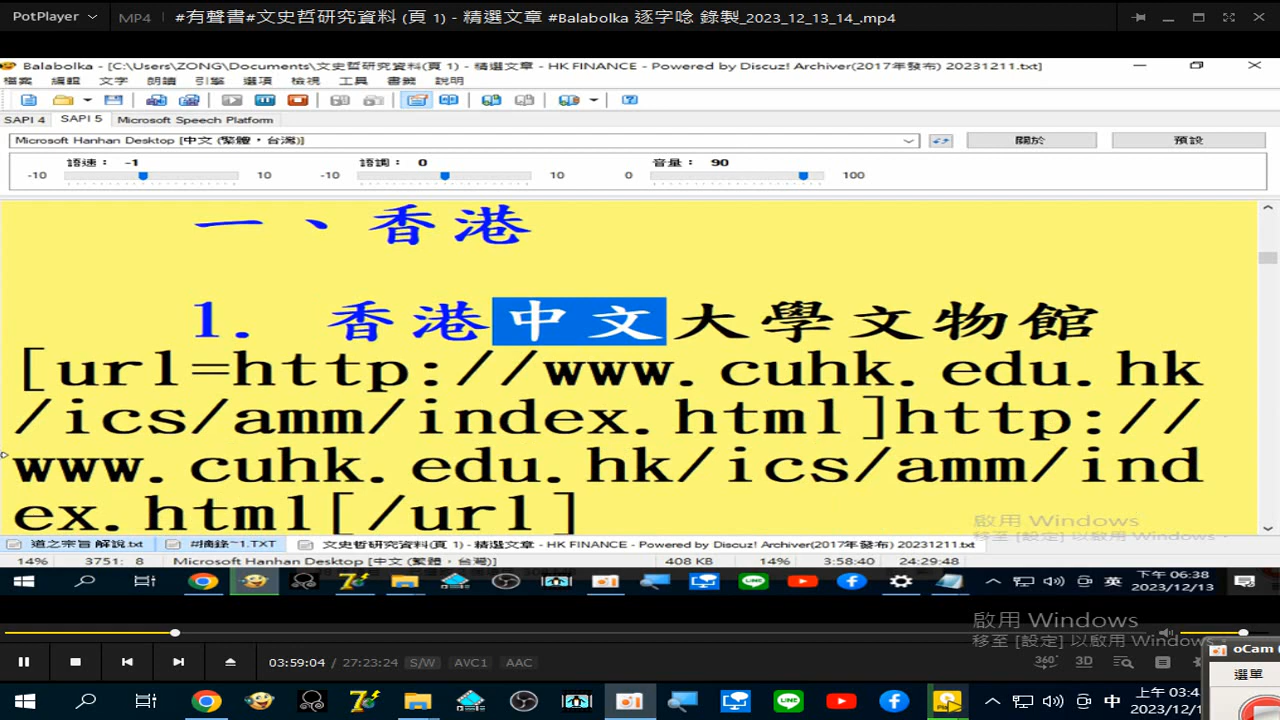 PotPlayer MP4 #有聲書#文史哲研究資料 (頁 1) - 精選文章 #Balabolka 逐字唸 錄製_2023_12_13_14_.mp4
Balabolka - [C:\Users\ZONG\Documents\文史哲研究資料(頁 1) - 精選文章 - HK FINANCE - Powered by Discuz! Archiver(2017年發布) 20231211.txt]
檔案 編輯 文字 朗讀 引擎 選項 檢視 工具 書籤 說明
SAPI 4 SAPI 5 Microsoft Speech Platform
Microsoft Hanhan Desktop [中文 (繁體，台灣)] 關於 預設
語速： -1 語調： 0 音量： 90
-10 10 -10 10 0 100
一、香港
1. 香港中文大學文物館
[url=http://www.cuhk.edu.hk
/ics/amm/index.html]http://
www.cuhk.edu.hk/ics/amm/ind
ex.html[/url]
啟用 Windows
移至 [設定] 以啟用 Windows。
道之宗旨 解說.txt #摘錄~1.TXT 文史哲研究資料(頁 1) - 精選文章 - HK FINANCE - Powered by Discuz! Archiver(2017年發布) 20231211txt
14% 3751: 8 Microsoft Hanhan Desktop [中文 (繁體，台灣)] 408 KB 14% 3:58:40 24:29:48
英 下午 06:38
2023/12/13
啟用 Windows
移至 [設定] 以啟用 Windows。
03:59:04 / 27:23:24 S/W AVC1 AAC 360° 3D
oCam (
選單
中 上午 03:4
2023/12/1